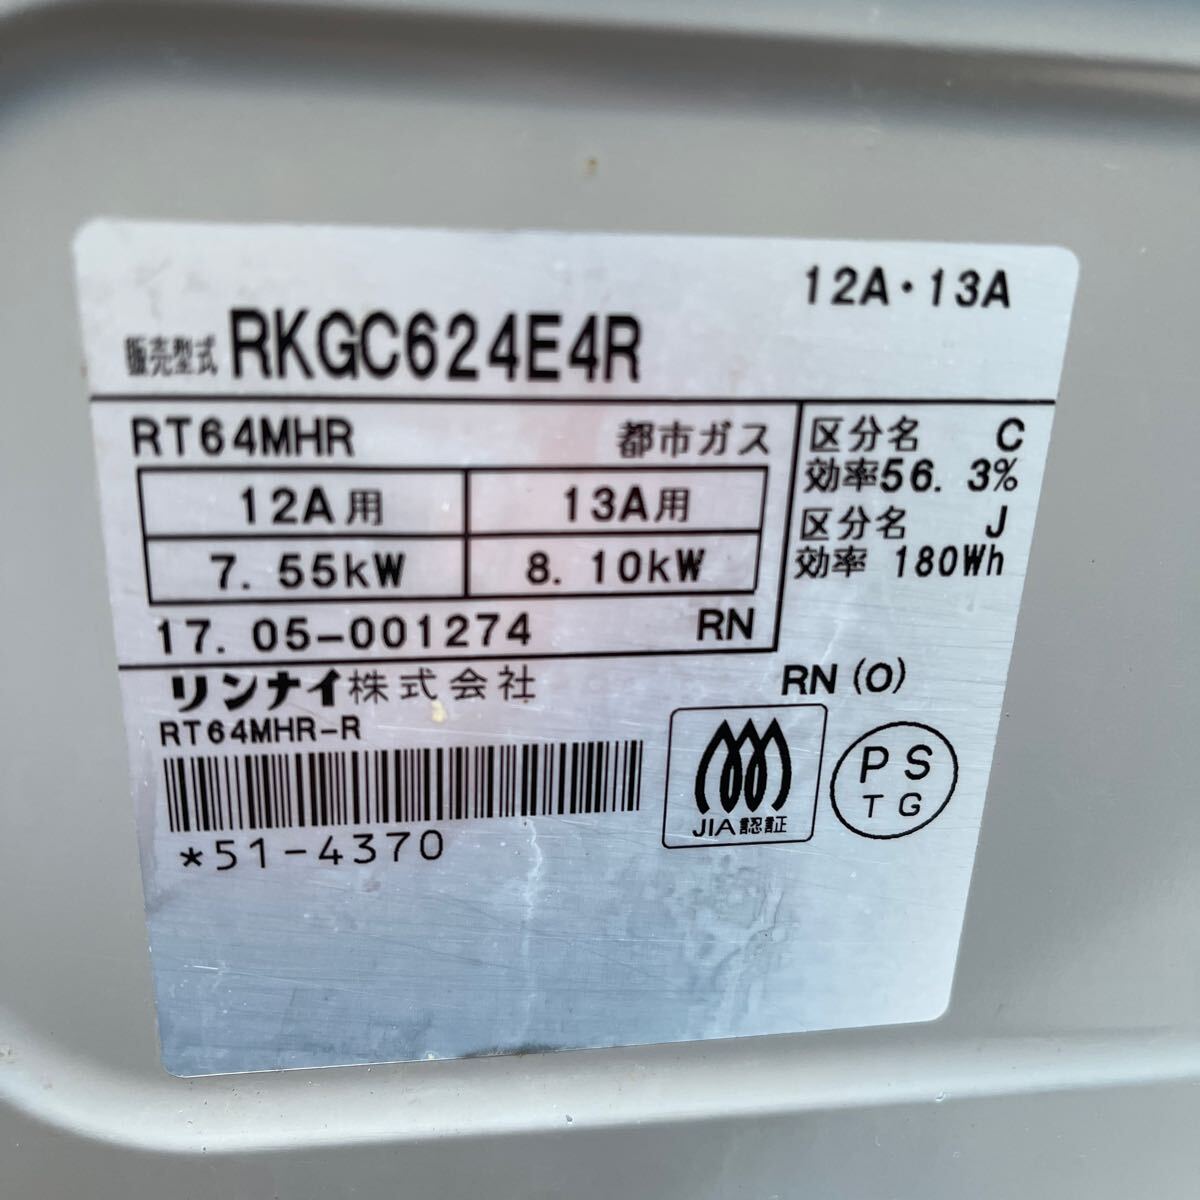 12A・13A
販売型式 RKGC624E4R
RT64MHR 都市ガス
12A用 13A用
7.55kW 8.10kW
17.05-001274 RN
区分名 C
効率56.3%
区分名 J
効率 180Wh
リンナイ株式会社
RN(O)
RT64MHR-R
*51-4370
JIA認証
PS
TG